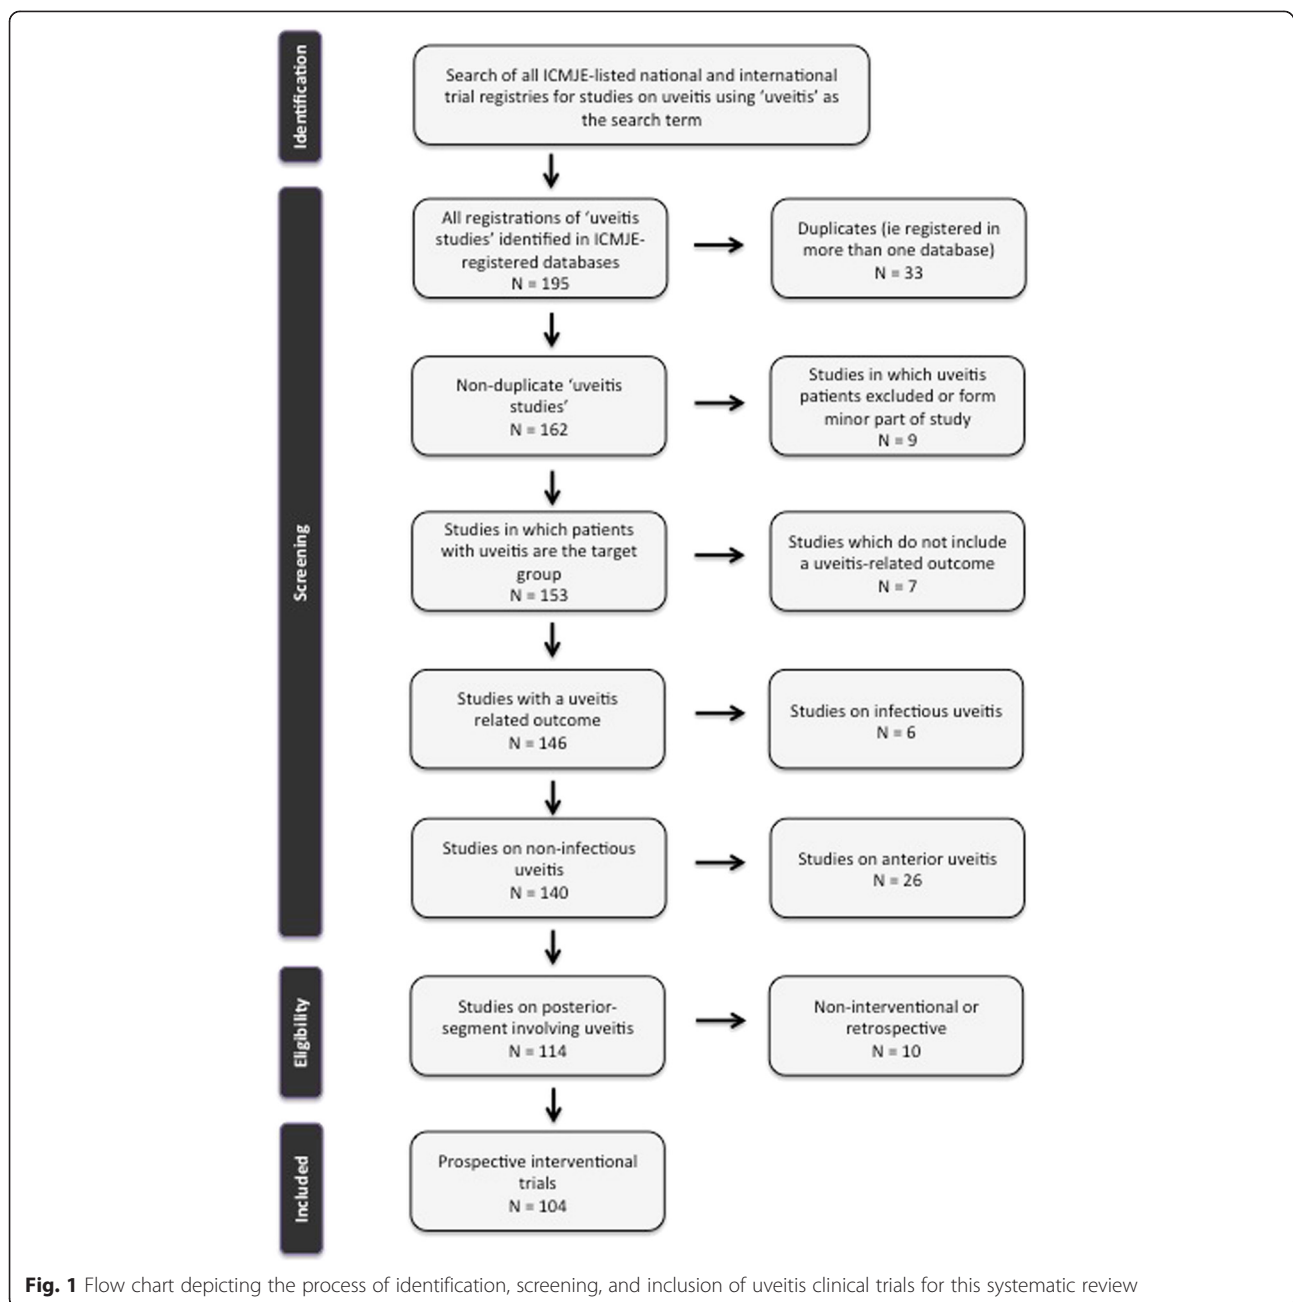 Identification
Search of all ICMJE-listed national and international
trial registries for studies on uveitis using ‘uveitis’ as
the search term
Screening
All registrations of ‘uveitis
studies’ identified in ICMJE-
registered databases
N = 195
Duplicates (ie registered in
more than one database)
N = 33
Non-duplicate ‘uveitis
studies’
N = 162
Studies in which uveitis
patients excluded or form
minor part of study
N = 9
Studies in which patients
with uveitis are the target
group
N = 153
Studies which do not include
a uveitis-related outcome
N = 7
Studies with a uveitis
related outcome
N = 146
Studies on infectious uveitis
N = 6
Studies on non-infectious
uveitis
N = 140
Studies on anterior uveitis
N = 26
Eligibility
Studies on posterior-
segment involving uveitis
N = 114
Non-interventional or
retrospective
N = 10
Included
Prospective interventional
trials
N = 104
Fig. 1 Flow chart depicting the process of identification, screening, and inclusion of uveitis clinical trials for this systematic review